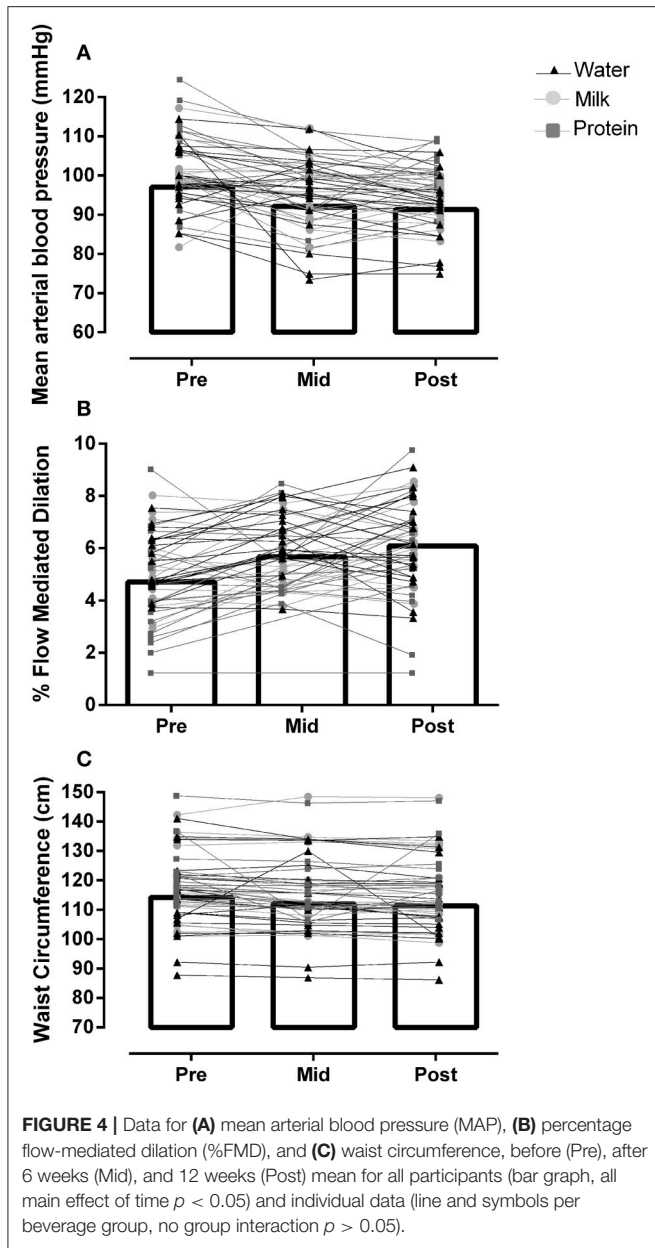 A
Mean arterial blood pressure (mmHg)
120
110
100
90
80
70
60
Pre Mid Post
Water
Milk
Protein
B
% Flow Mediated Dilation
10
8
6
4
2
0
Pre Mid Post
C
Waist Circumference (cm)
150
140
130
120
110
100
90
80
70
Pre Mid Post
FIGURE 4 | Data for (A) mean arterial blood pressure (MAP), (B) percentage
flow-mediated dilation (%FMD), and (C) waist circumference, before (Pre), after
6 weeks (Mid), and 12 weeks (Post) mean for all participants (bar graph, all
main effect of time p < 0.05) and individual data (line and symbols per
beverage group, no group interaction p > 0.05).